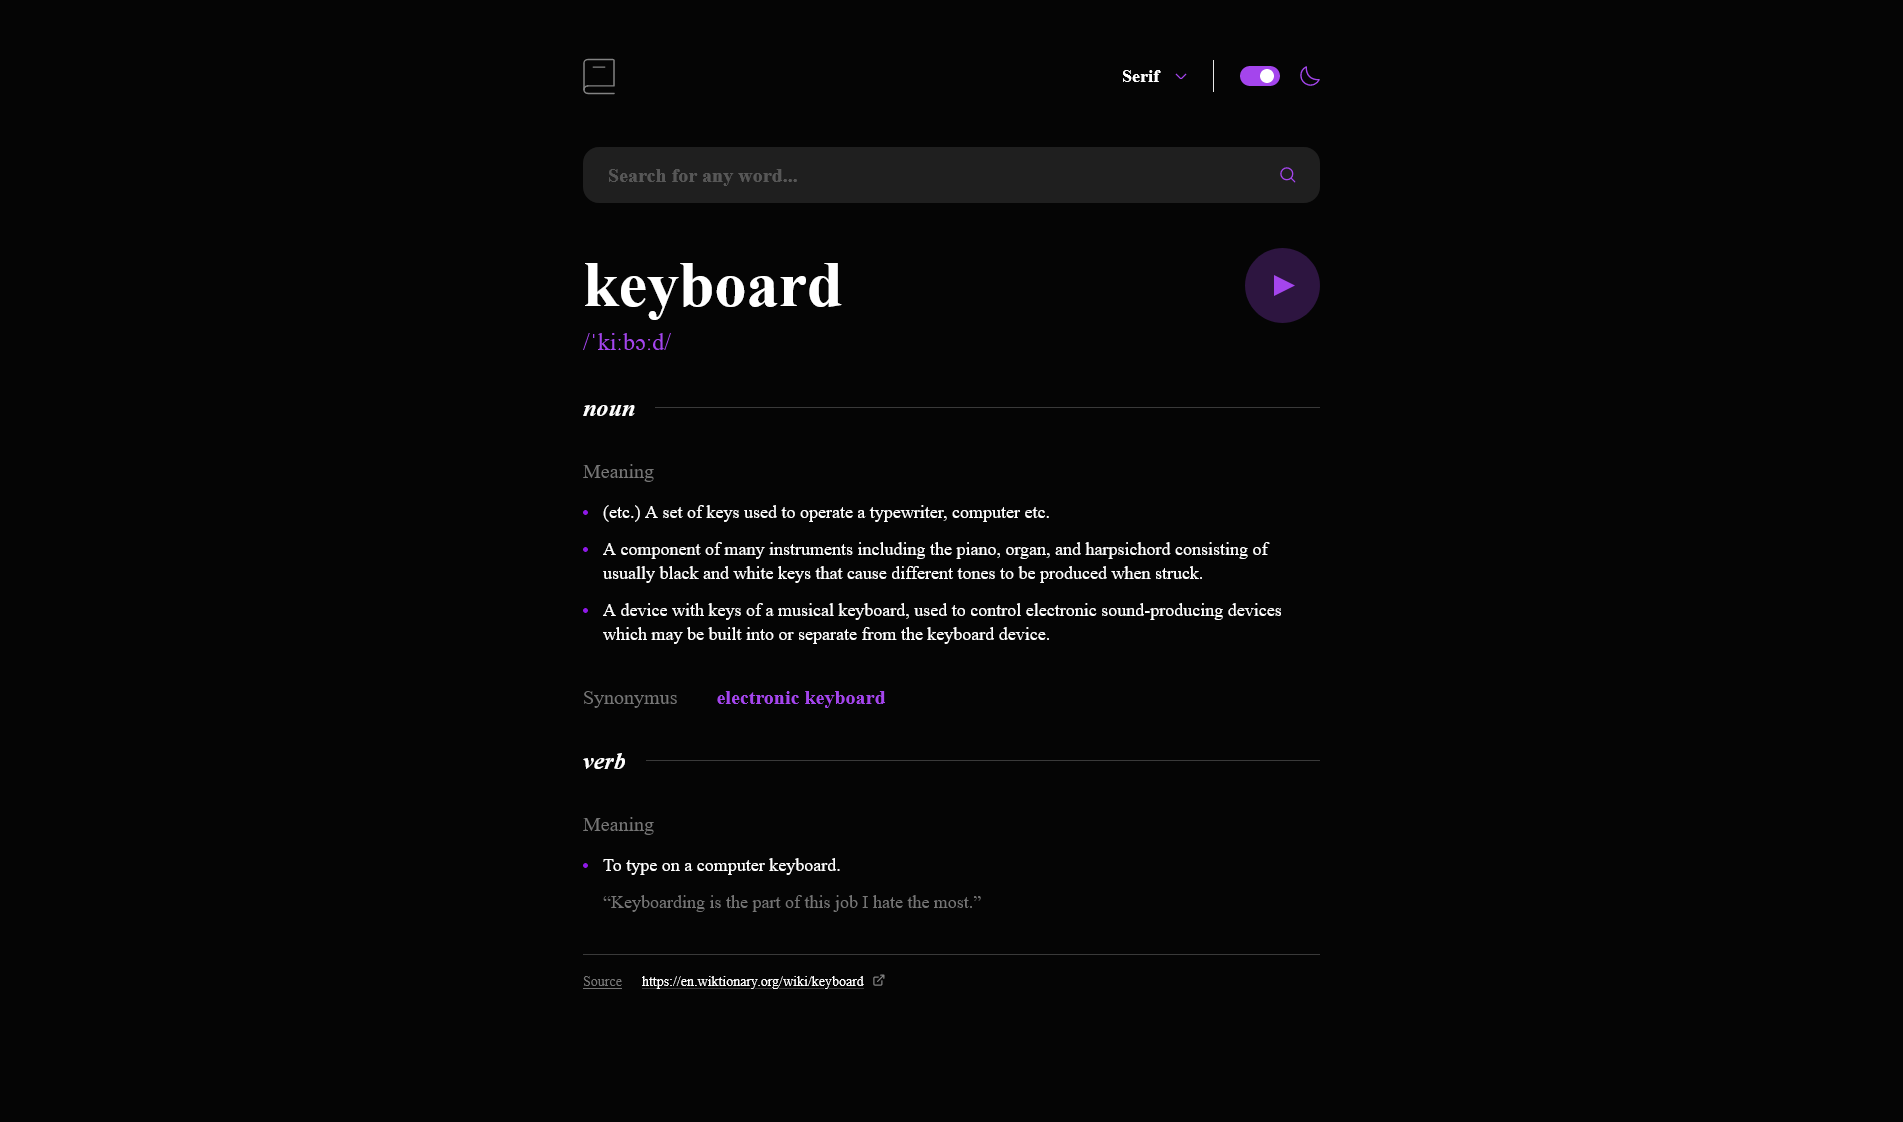 Serif
Search for any word...
keyboard
/ˈkiːbɔːd/
noun
Meaning
(etc.) A set of keys used to operate a typewriter, computer etc.
A component of many instruments including the piano, organ, and harpsichord consisting of
usually black and white keys that cause different tones to be produced when struck.
A device with keys of a musical keyboard, used to control electronic sound-producing devices
which may be built into or separate from the keyboard device.
Synonymus electronic keyboard
verb
Meaning
To type on a computer keyboard.
“Keyboarding is the part of this job I hate the most.”
Source https://en.wiktionary.org/wiki/keyboard